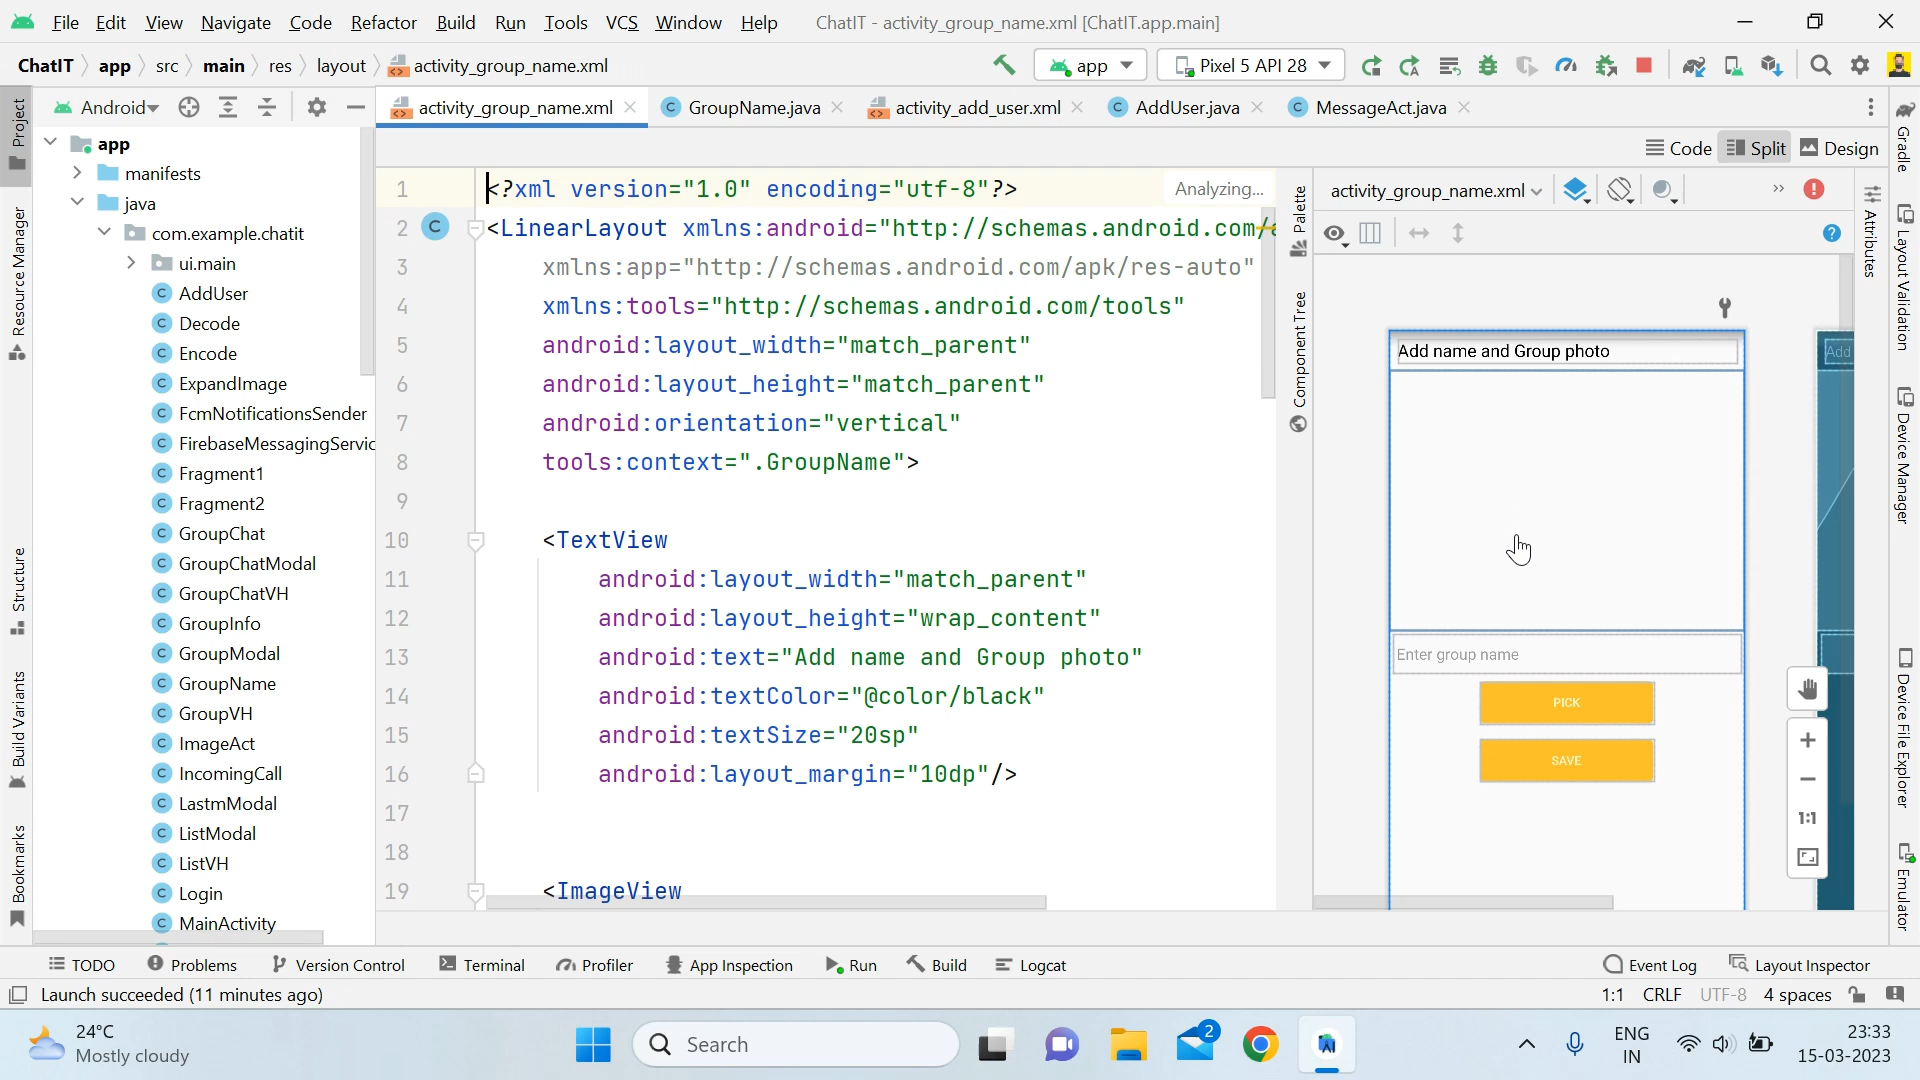 File Edit View Navigate Code Refactor Build Run Tools VCS Window Help ChatIT - activity_group_name.xml [ChatIT.app.main]
ChatIT app src main res layout activity_group_name.xml app Pixel 5 API 28
Android activity_group_name.xml GroupName.java activity_add_user.xml AddUser.java MessageAct.java
Code Split Design
Project
Resource Manager
Structure
Build Variants
Bookmarks
app
manifests
java
com.example.chatit
ui.main
AddUser
Decode
Encode
ExpandImage
FcmNotificationsSender
FirebaseMessagingServic
Fragment1
Fragment2
GroupChat
GroupChatModal
GroupChatVH
GroupInfo
GroupModal
GroupName
GroupVH
ImageAct
IncomingCall
LastmModal
ListModal
ListVH
Login
MainActivity
1 <?xml version="1.0" encoding="utf-8"?> Analyzing...
2 <LinearLayout xmlns:android="http://schemas.android.com/a
3 xmlns:app="http://schemas.android.com/apk/res-auto"
4 xmlns:tools="http://schemas.android.com/tools"
5 android:layout_width="match_parent"
6 android:layout_height="match_parent"
7 android:orientation="vertical"
8 tools:context=".GroupName">
9
10 <TextView
11 android:layout_width="match_parent"
12 android:layout_height="wrap_content"
13 android:text="Add name and Group photo"
14 android:textColor="@color/black"
15 android:textSize="20sp"
16 android:layout_margin="10dp"/>
17
18
19 <ImageView
Palette
Component Tree
activity_group_name.xml
Add name and Group photo
Add
Enter group name
PICK
SAVE
1:1
Attributes
Gradle
Layout Validation
Device Manager
Device File Explorer
Emulator
TODO Problems Version Control Terminal Profiler App Inspection Run Build Logcat Event Log Layout Inspector
Launch succeeded (11 minutes ago) 1:1 CRLF UTF-8 4 spaces
24°C
Mostly cloudy
Search
2
ENG
IN
23:33
15-03-2023